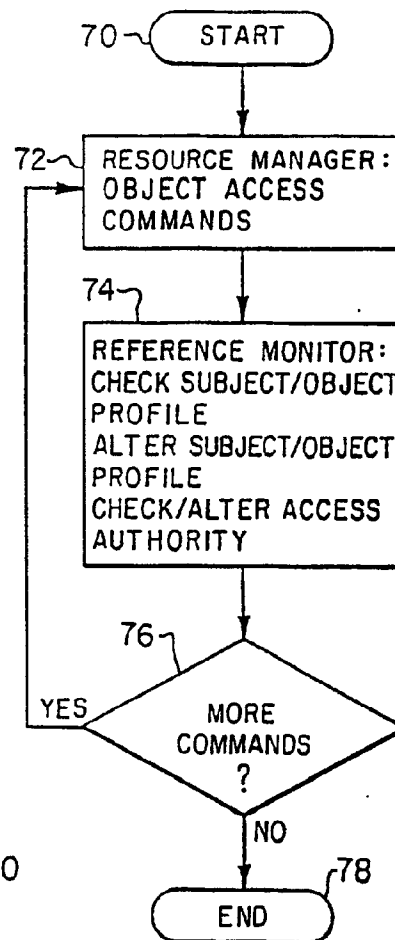 70 START
72 RESOURCE MANAGER:
OBJECT ACCESS
COMMANDS
74
REFERENCE MONITOR:
CHECK SUBJECT/OBJECT
PROFILE
ALTER SUBJECT/OBJECT
PROFILE
CHECK/ALTER ACCESS
AUTHORITY
76
YES
MORE
COMMANDS
?
NO
0
78
END